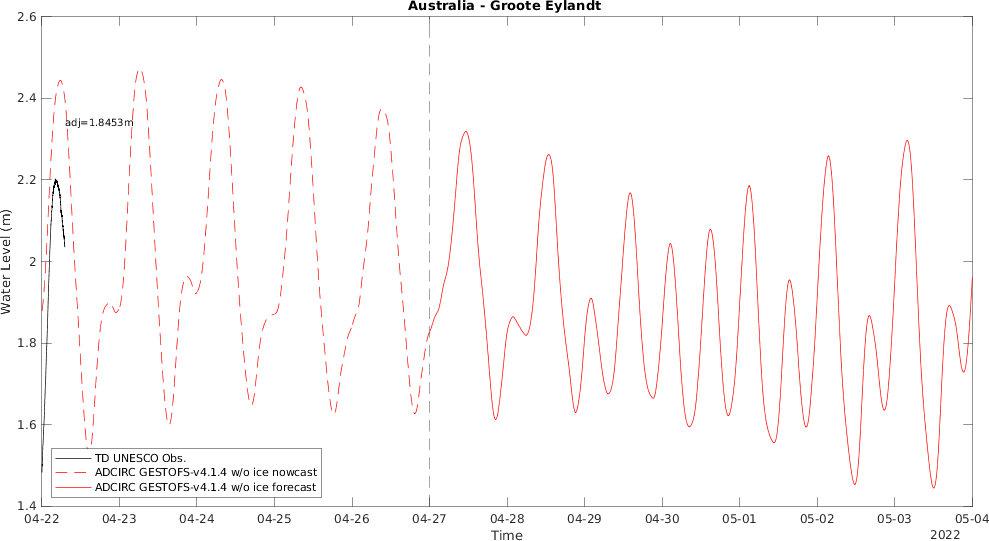 Australia - Groote Eylandt
2.6
2.4
2.2
2
1.8
1.6
1.4
Water Level (m)
adj=1.8453m
TD UNESCO Obs.
ADCIRC GESTOFS-v4.1.4 w/o ice nowcast
ADCIRC GESTOFS-v4.1.4 w/o ice forecast
04-22 04-23 04-24 04-25 04-26 04-27 04-28 04-29 04-30 05-01 05-02 05-03 05-04
Time
2022